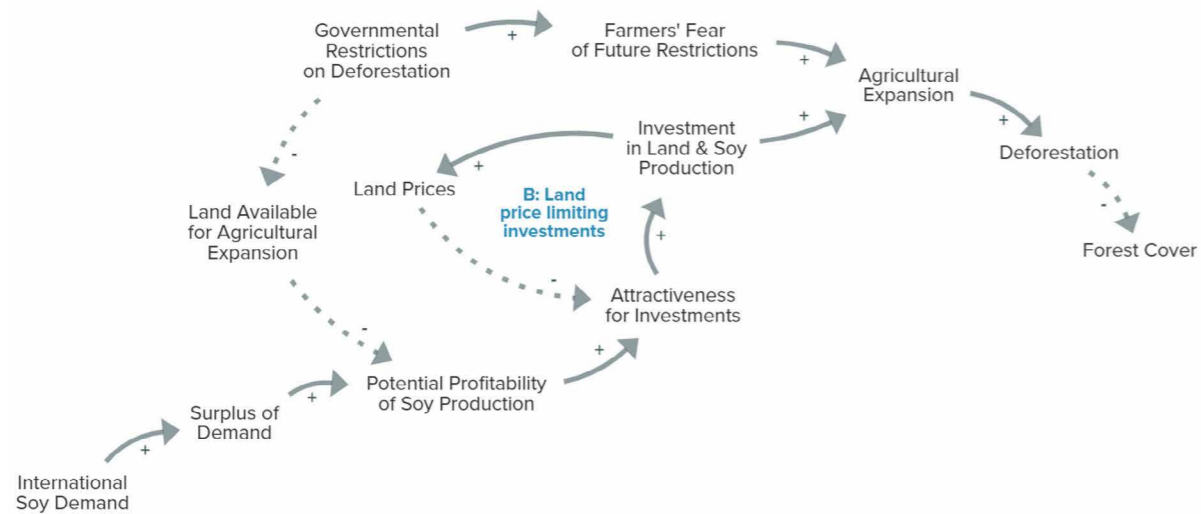 Governmental
Restrictions
on Deforestation
+
Farmers' Fear
of Future Restrictions
+
Agricultural
Expansion
+
Deforestation
-
Forest Cover
Investment
in Land & Soy
Production
+
+
Land Prices
B: Land
price limiting
investments
-
Land Available
for Agricultural
Expansion
+
-
Attractiveness
for Investments
-
+
Potential Profitability
of Soy Production
+
Surplus of
Demand
+
International
Soy Demand